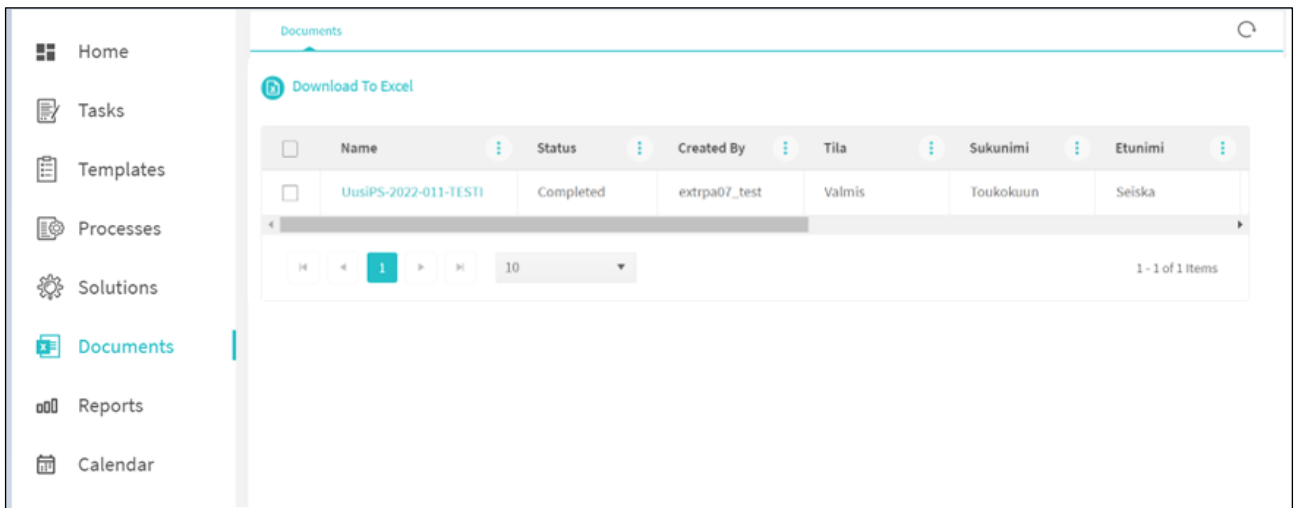 Home
Tasks
Templates
Processes
Solutions
Documents
Reports
Calendar
Documents
Download To Excel
Name Status Created By Tila Sukunimi Etunimi
UusiPS-2022-011-TESTI Completed extrpa07_test Valmis Toukokuun Seiska
1 10 1 - 1 of 1 Items